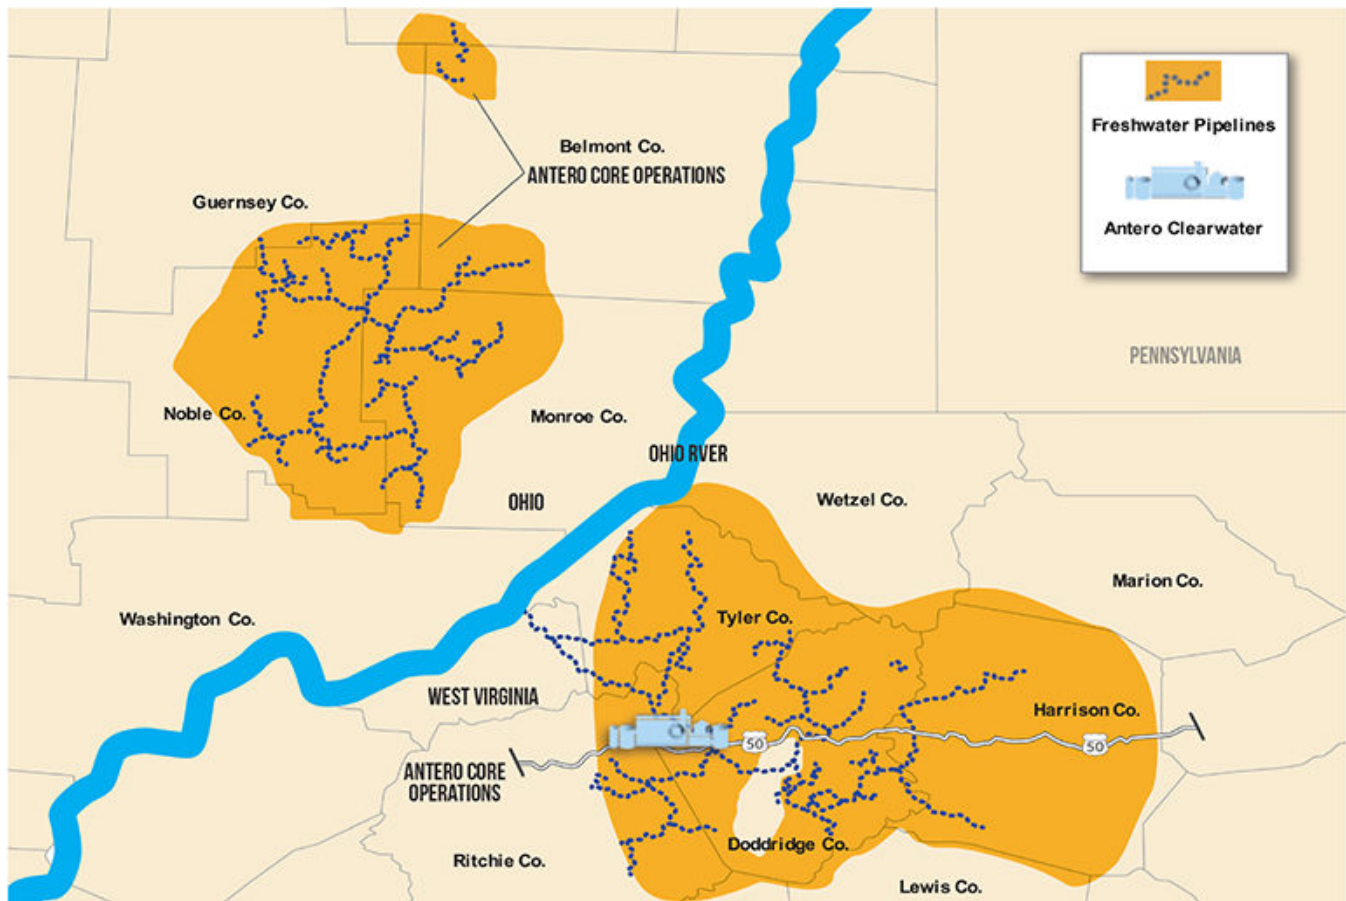 Freshwater Pipelines
Belmont Co.
ANTERO CORE OPERATIONS
Guernsey Co.
Antero Clearwater
PENNSYLVANIA
Noble Co.
Monroe Co.
OHIO RVER
OHIO
Wetzel Co.
Marion Co.
Washington Co.
Tyler Co.
WEST VIRGINIA
Harrison Co.
50
50
ANTERO CORE
OPERATIONS
Doddridge Co.
Ritchie Co.
Lewis Co.